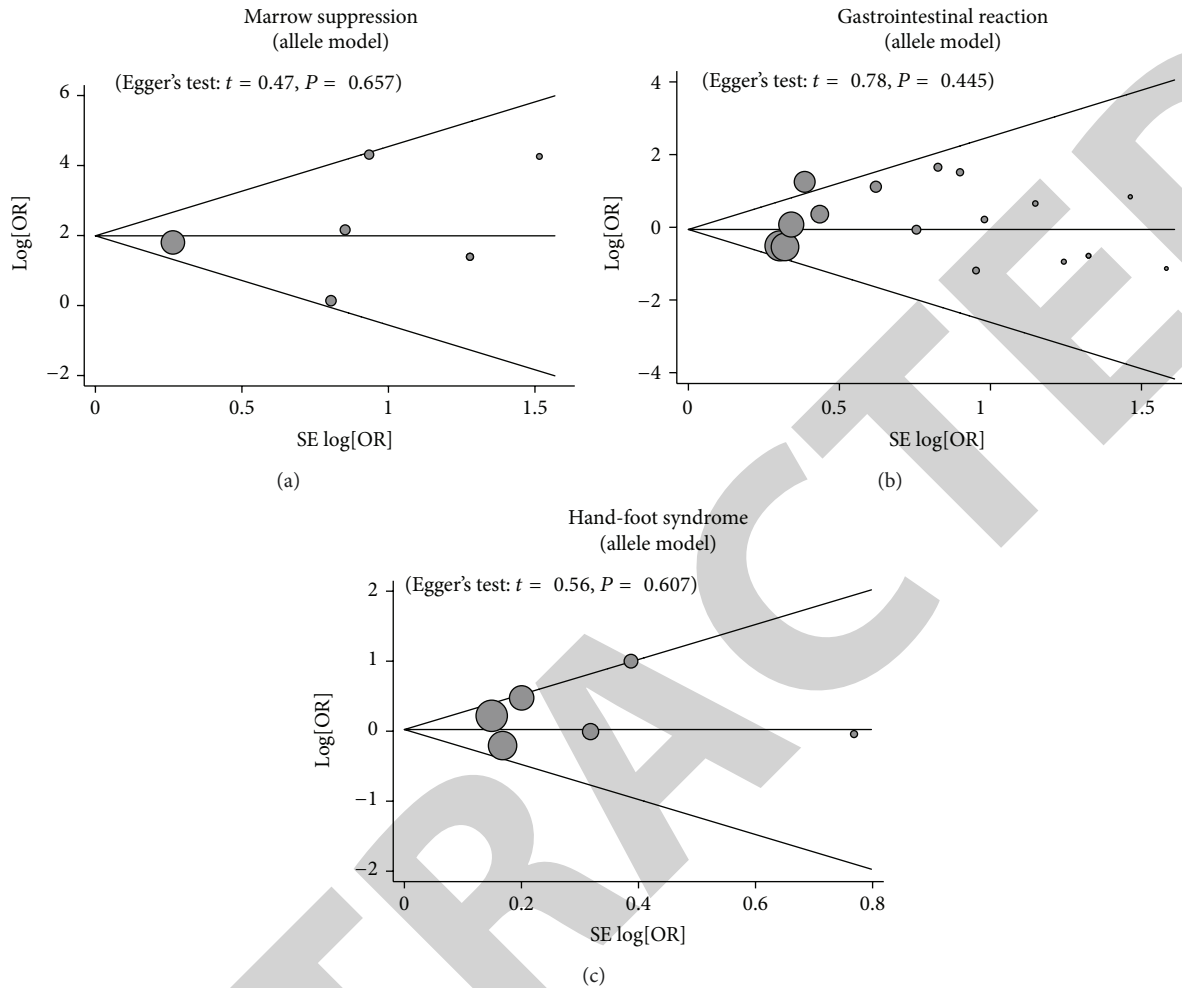 Marrow suppression
(allele model)
(Egger's test: t = 0.47, P = 0.657)
6
4
2
0
−2
Log[OR]
0 0.5 1 1.5
SE log[OR]
(a)
Gastrointestinal reaction
(allele model)
(Egger's test: t = 0.78, P = 0.445)
4
2
0
−2
−4
Log[OR]
0 0.5 1 1.5
SE log[OR]
(b)
Hand-foot syndrome
(allele model)
(Egger's test: t = 0.56, P = 0.607)
2
1
0
−1
−2
Log[OR]
0 0.2 0.4 0.6 0.8
SE log[OR]
(c)
TRACTED